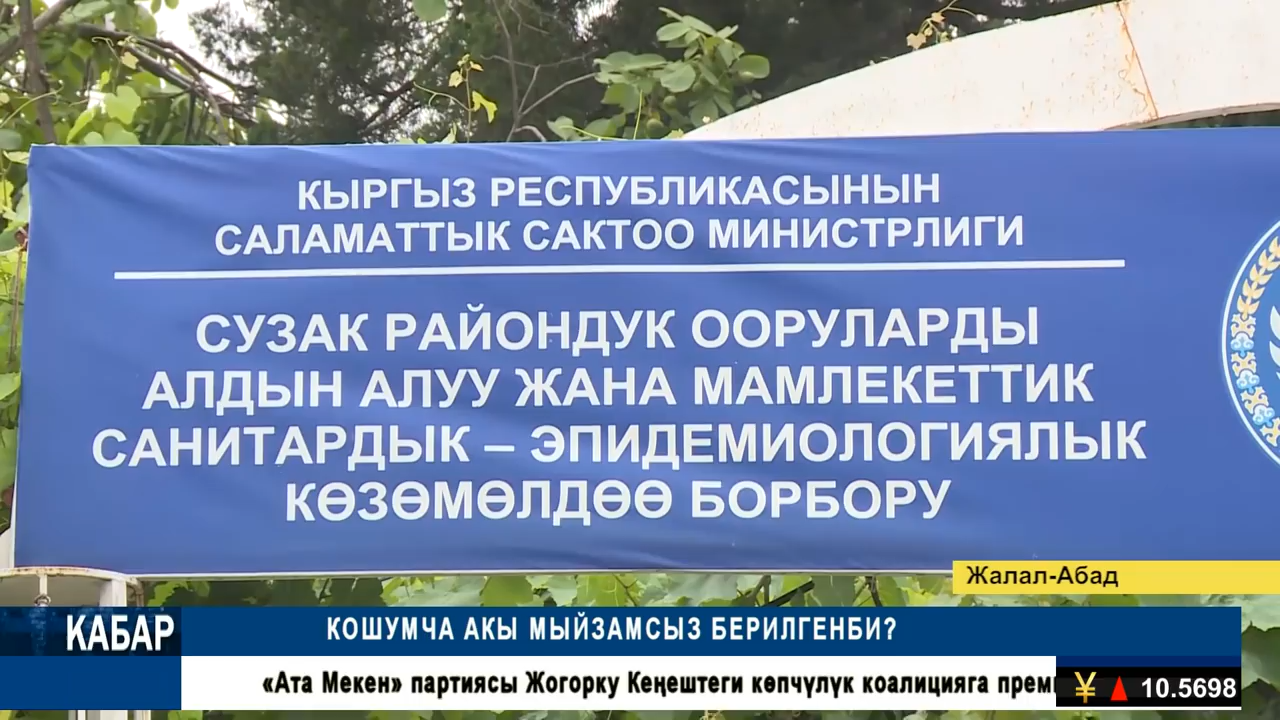 КЫРГЫЗ РЕСПУБЛИКАСЫНЫН
САЛАМАТТЫК САКТОО МИНИСТРЛИГИ
СУЗАК РАЙОНДУК ООРУЛАРДЫ
АЛДЫН АЛУУ ЖАНА МАМЛЕКЕТТИК
САНИТАРДЫК – ЭПИДЕМИОЛОГИЯЛЫК
КӨЗӨМӨЛДӨӨ БОРБОРУ
Жалал-Абад
КАБАР
КОШУМЧА АКЫ МЫЙЗАМСЫЗ БЕРИЛГЕНБИ?
«Ата Мекен» партиясы Жогорку Кеңештеги көпчүлүк коалицияга
¥ ▲ 10.5698